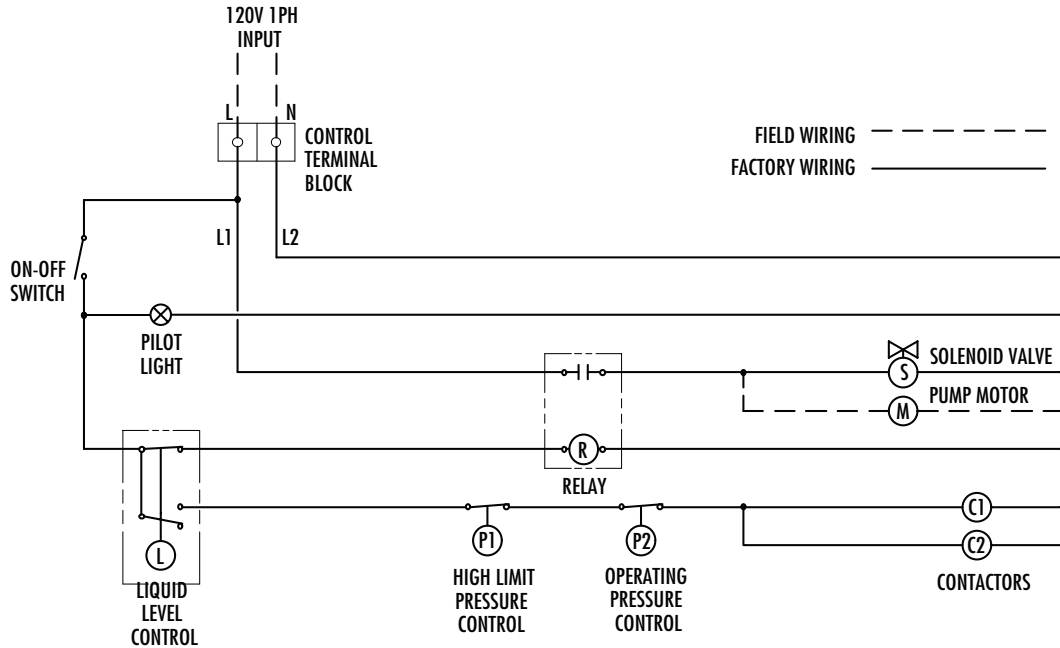 120V 1PH
INPUT
L
N
CONTROL
TERMINAL
BLOCK
FIELD WIRING
FACTORY WIRING
L1
L2
ON-OFF
SWITCH
PILOT
LIGHT
SOLENOID VALVE
S
PUMP MOTOR
M
R
RELAY
C1
P1
P2
C2
L
HIGH LIMIT
PRESSURE
CONTROL
OPERATING
PRESSURE
CONTROL
CONTACTORS
LIQUID
LEVEL
CONTROL